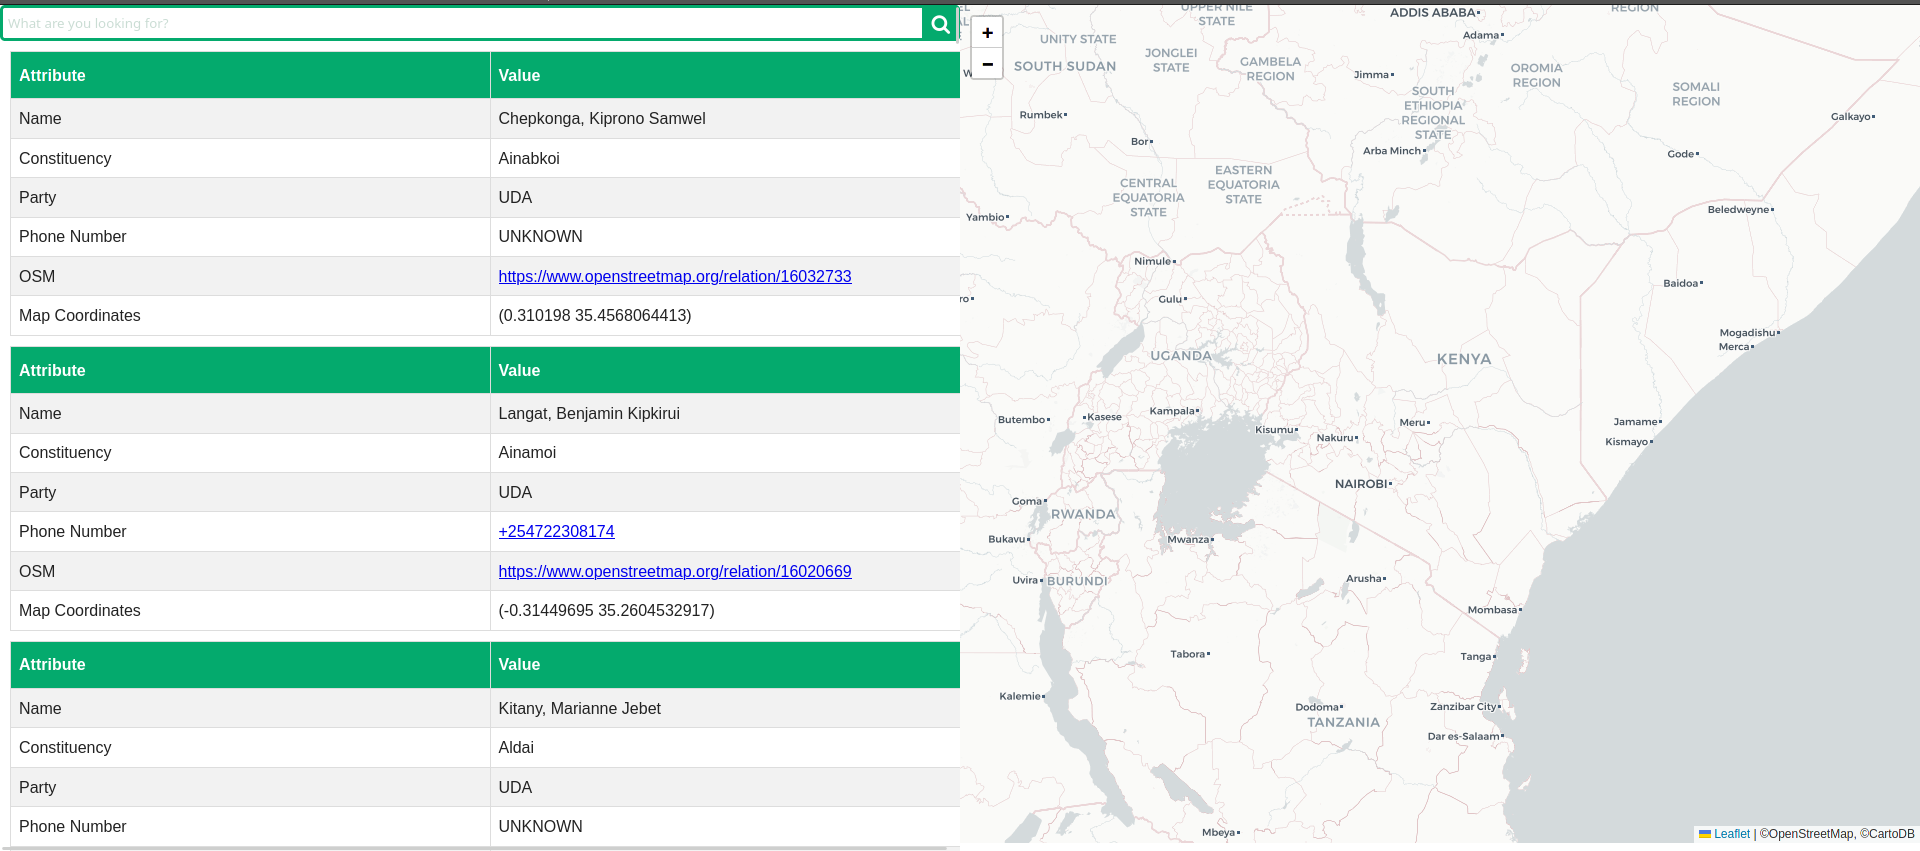 What are you looking for?
Attribute Value
Name Chepkonga, Kiprono Samwel
Constituency Ainabkoi
Party UDA
Phone Number UNKNOWN
OSM https://www.openstreetmap.org/relation/16032733
Map Coordinates (0.310198 35.4568064413)
Attribute Value
Name Langat, Benjamin Kipkirui
Constituency Ainamoi
Party UDA
Phone Number +254722308174
OSM https://www.openstreetmap.org/relation/16020669
Map Coordinates (-0.31449695 35.2604532917)
Attribute Value
Name Kitany, Marianne Jebet
Constituency Aldai
Party UDA
Phone Number UNKNOWN
+
−
UPPER NILE
STATE
ADDIS ABABA
REGION
UNITY STATE
Adama
JONGLEI
STATE
SOUTH SUDAN
GAMBELA
REGION
Jimma
OROMIA
REGION
SOUTH
ETHIOPIA
REGIONAL
STATE
SOMALI
REGION
Rumbek
Galkayo
Bor
Arba Minch
Gode
CENTRAL
EQUATORIA
STATE
EASTERN
EQUATORIA
STATE
Yambio
Beledweyne
Nimule
Baidoa
ro
Gulu
Mogadishu
Merca
UGANDA
KENYA
Butembo
Kasese
Kampala
Kisumu
Nakuru
Meru
Jamame
Kismayo
NAIROBI
Goma
RWANDA
Bukavu
Mwanza
Uvira
BURUNDI
Arusha
Mombasa
Tabora
Tanga
Kalemie
Dodoma
TANZANIA
Zanzibar City
Dar es-Salaam
Mbeya
Leaflet | ©OpenStreetMap, ©CartoDB